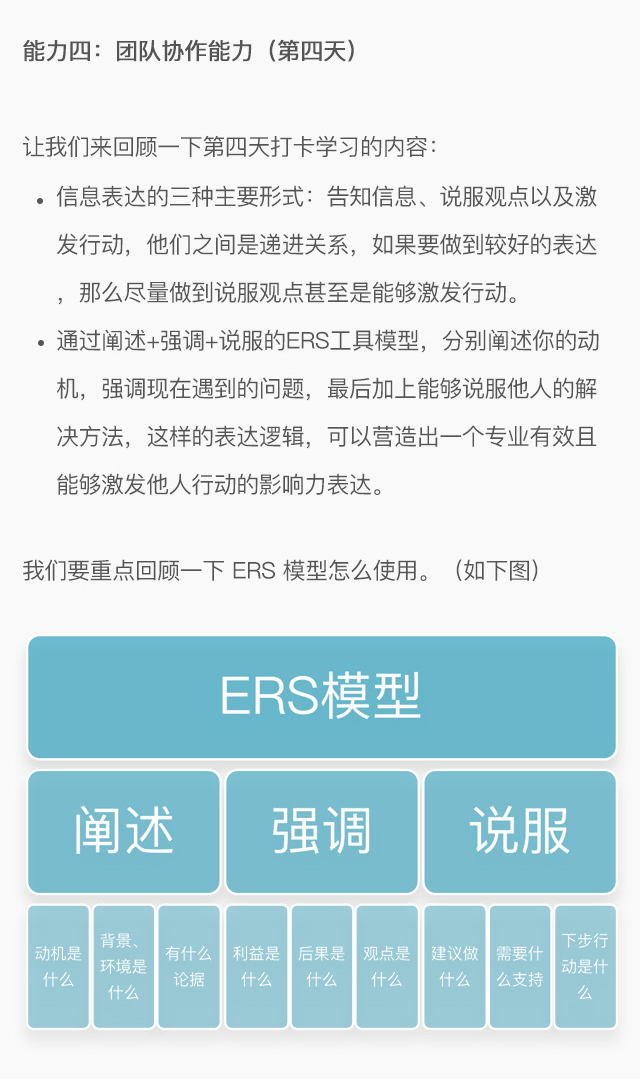 能力四：团队协作能力（第四天）
让我们来回顾一下第四天打卡学习的内容：
• 信息表达的三种主要形式：告知信息、说服观点以及激
发行动，他们之间是递进关系，如果要做到较好的表达
，那么尽量做到说服观点甚至是能够激发行动。
• 通过阐述+强调+说服的ERS工具模型，分别阐述你的动
机，强调现在遇到的问题，最后加上能够说服他人的解
决方法，这样的表达逻辑，可以营造出一个专业有效且
能够激发他人行动的影响力表达。
我们要重点回顾一下 ERS 模型怎么使用。（如下图）
ERS模型
阐述
强调
说服
动机是
什么
背景、
环境是
什么
有什么
论据
利益是
什么
后果是
什么
观点是
什么
建议做
什么
需要什
么支持
下步行
动是什
么